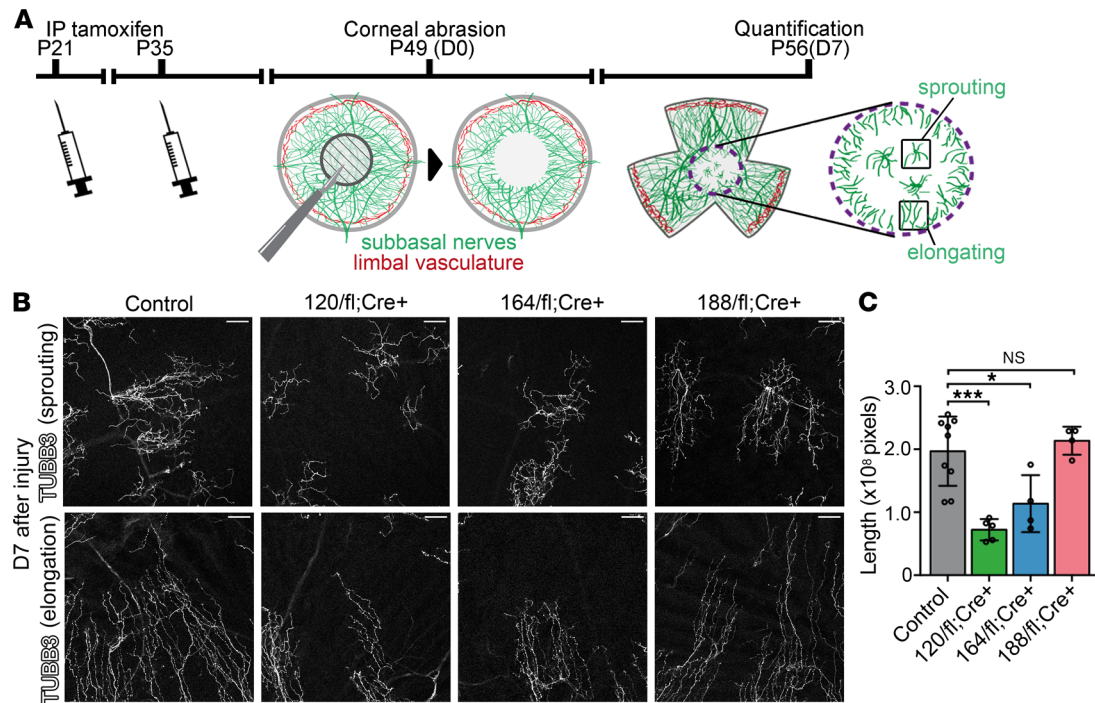 A
IP tamoxifen
P21
P35
Corneal abrasion
P49 (D0)
Quantification
P56(D7)
sprouting
elongating
subbasal nerves
limbal vasculature
B
Control
120/fl;Cre+
164/fl;Cre+
188/fl;Cre+
D7 after injury
TUBB3 (sprouting)
TUBB3 (elongation)
C
NS
*
***
Length (x10⁸ pixels)
3.0
2.0
1.0
0
Control
120/fl;Cre+
164/fl;Cre+
188/fl;Cre+